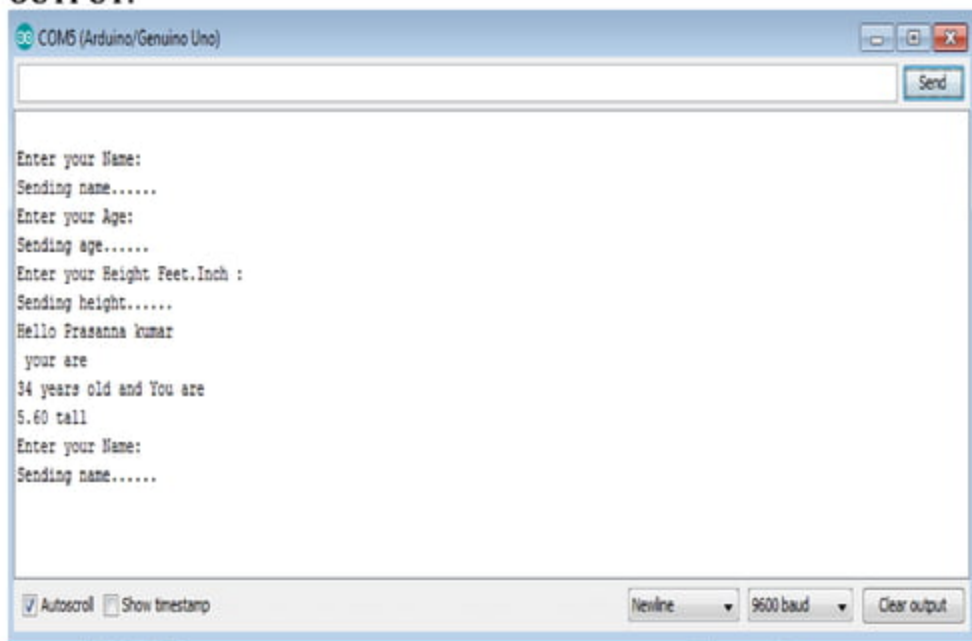 OUTPUT:
COM5 (Arduino/Genuino Uno)
Send
Enter your Name:
Sending name......
Enter your Age:
Sending age......
Enter your Height Feet.Inch :
Sending height......
Hello Prasanna kumar
your are
34 years old and You are
5.60 tall
Enter your Name:
Sending name......
Autoscroll Show timestamp Newline 9600 baud Clear output